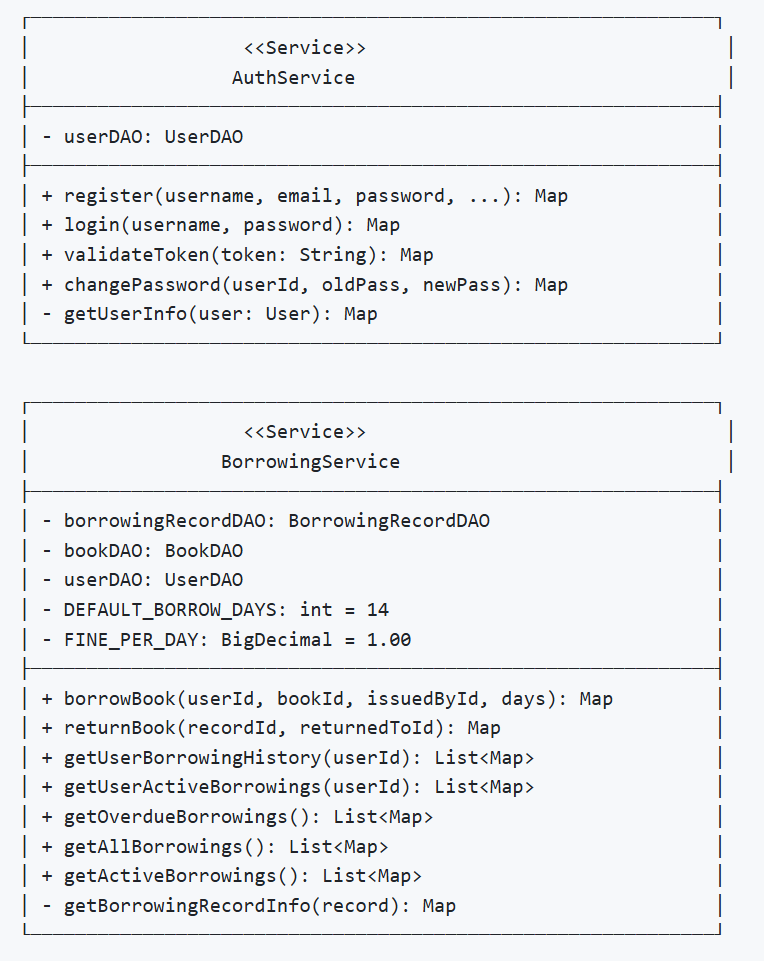 <<Service>>
AuthService
- userDAO: UserDAO
+ register(username, email, password, ...): Map
+ login(username, password): Map
+ validateToken(token: String): Map
+ changePassword(userId, oldPass, newPass): Map
- getUserInfo(user: User): Map
<<Service>>
BorrowingService
- borrowingRecordDAO: BorrowingRecordDAO
- bookDAO: BookDAO
- userDAO: UserDAO
- DEFAULT_BORROW_DAYS: int = 14
- FINE_PER_DAY: BigDecimal = 1.00
+ borrowBook(userId, bookId, issuedById, days): Map
+ returnBook(recordId, returnedToId): Map
+ getUserBorrowingHistory(userId): List<Map>
+ getUserActiveBorrowings(userId): List<Map>
+ getOverdueBorrowings(): List<Map>
+ getAllBorrowings(): List<Map>
+ getActiveBorrowings(): List<Map>
- getBorrowingRecordInfo(record): Map